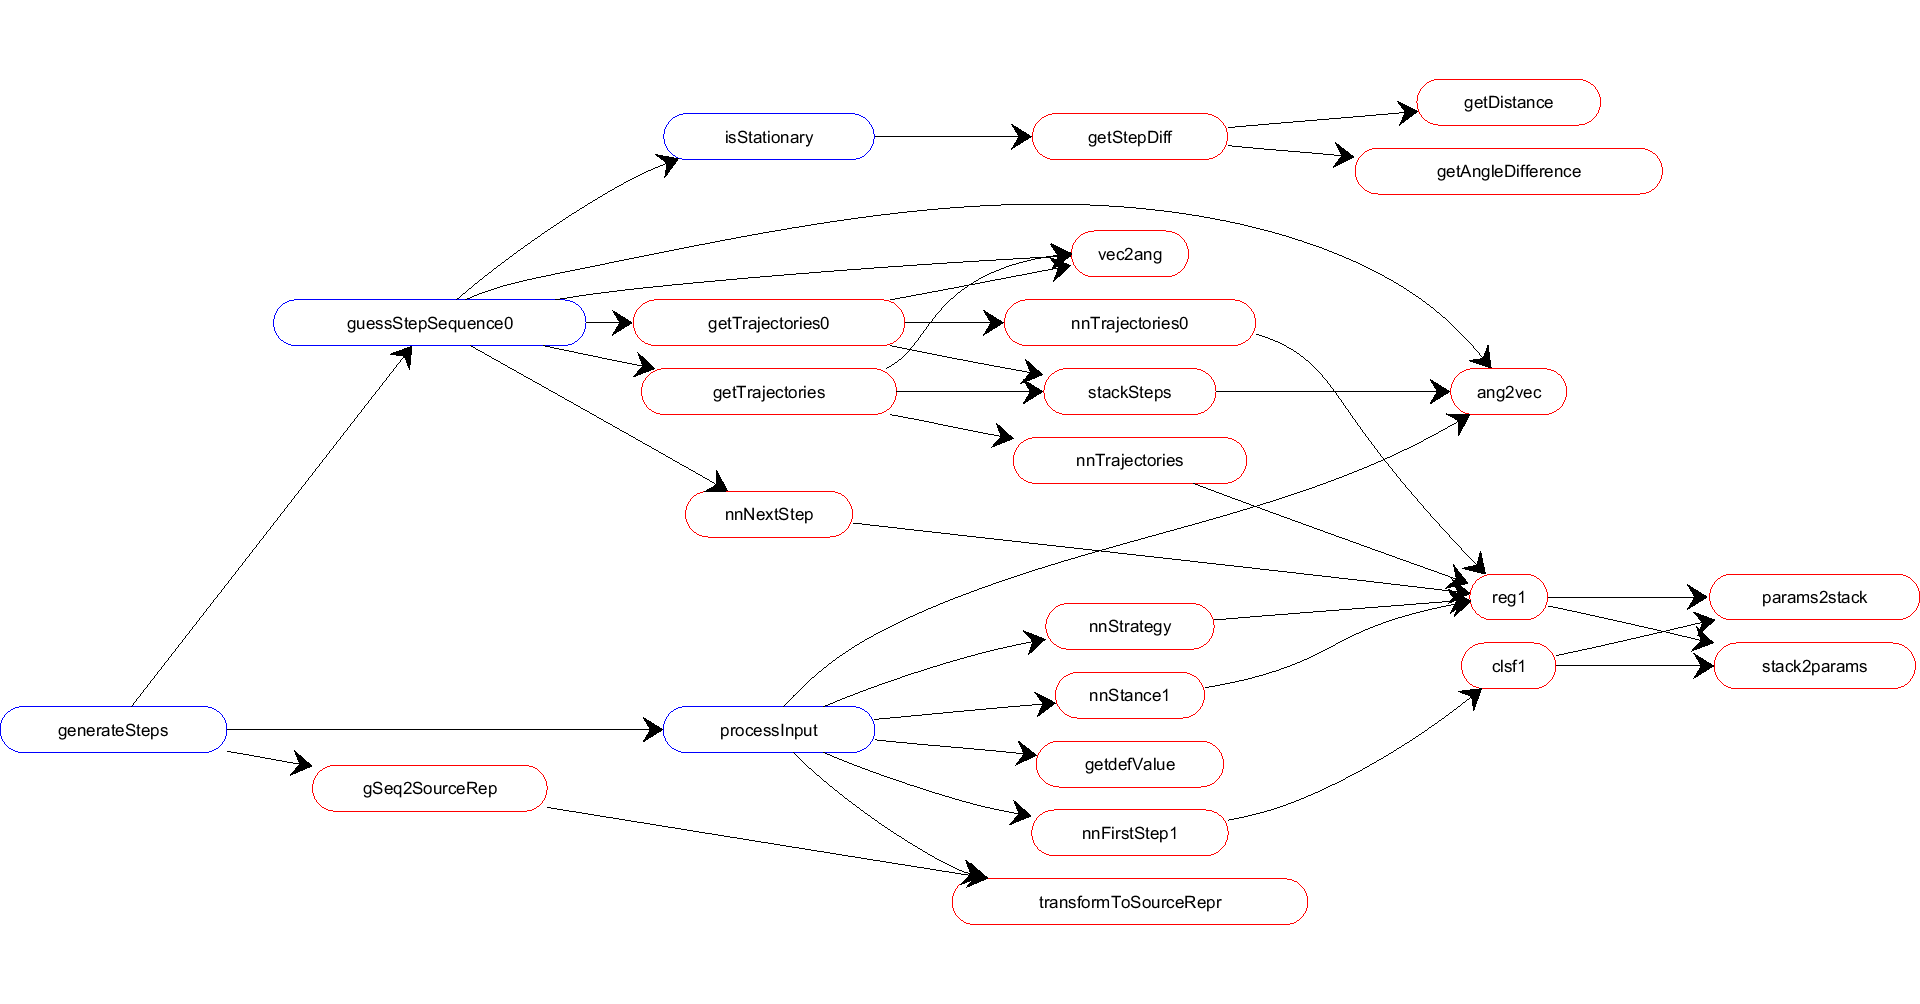 getDistance
isStationary
getStepDiff
getAngleDifference
vec2ang
guessStepSequence0
getTrajectories0
nnTrajectories0
getTrajectories
stackSteps
ang2vec
nnTrajectories
nnNextStep
reg1
params2stack
nnStrategy
clsf1
stack2params
nnStance1
generateSteps
processInput
getdefValue
gSeq2SourceRep
nnFirstStep1
transformToSourceRepr